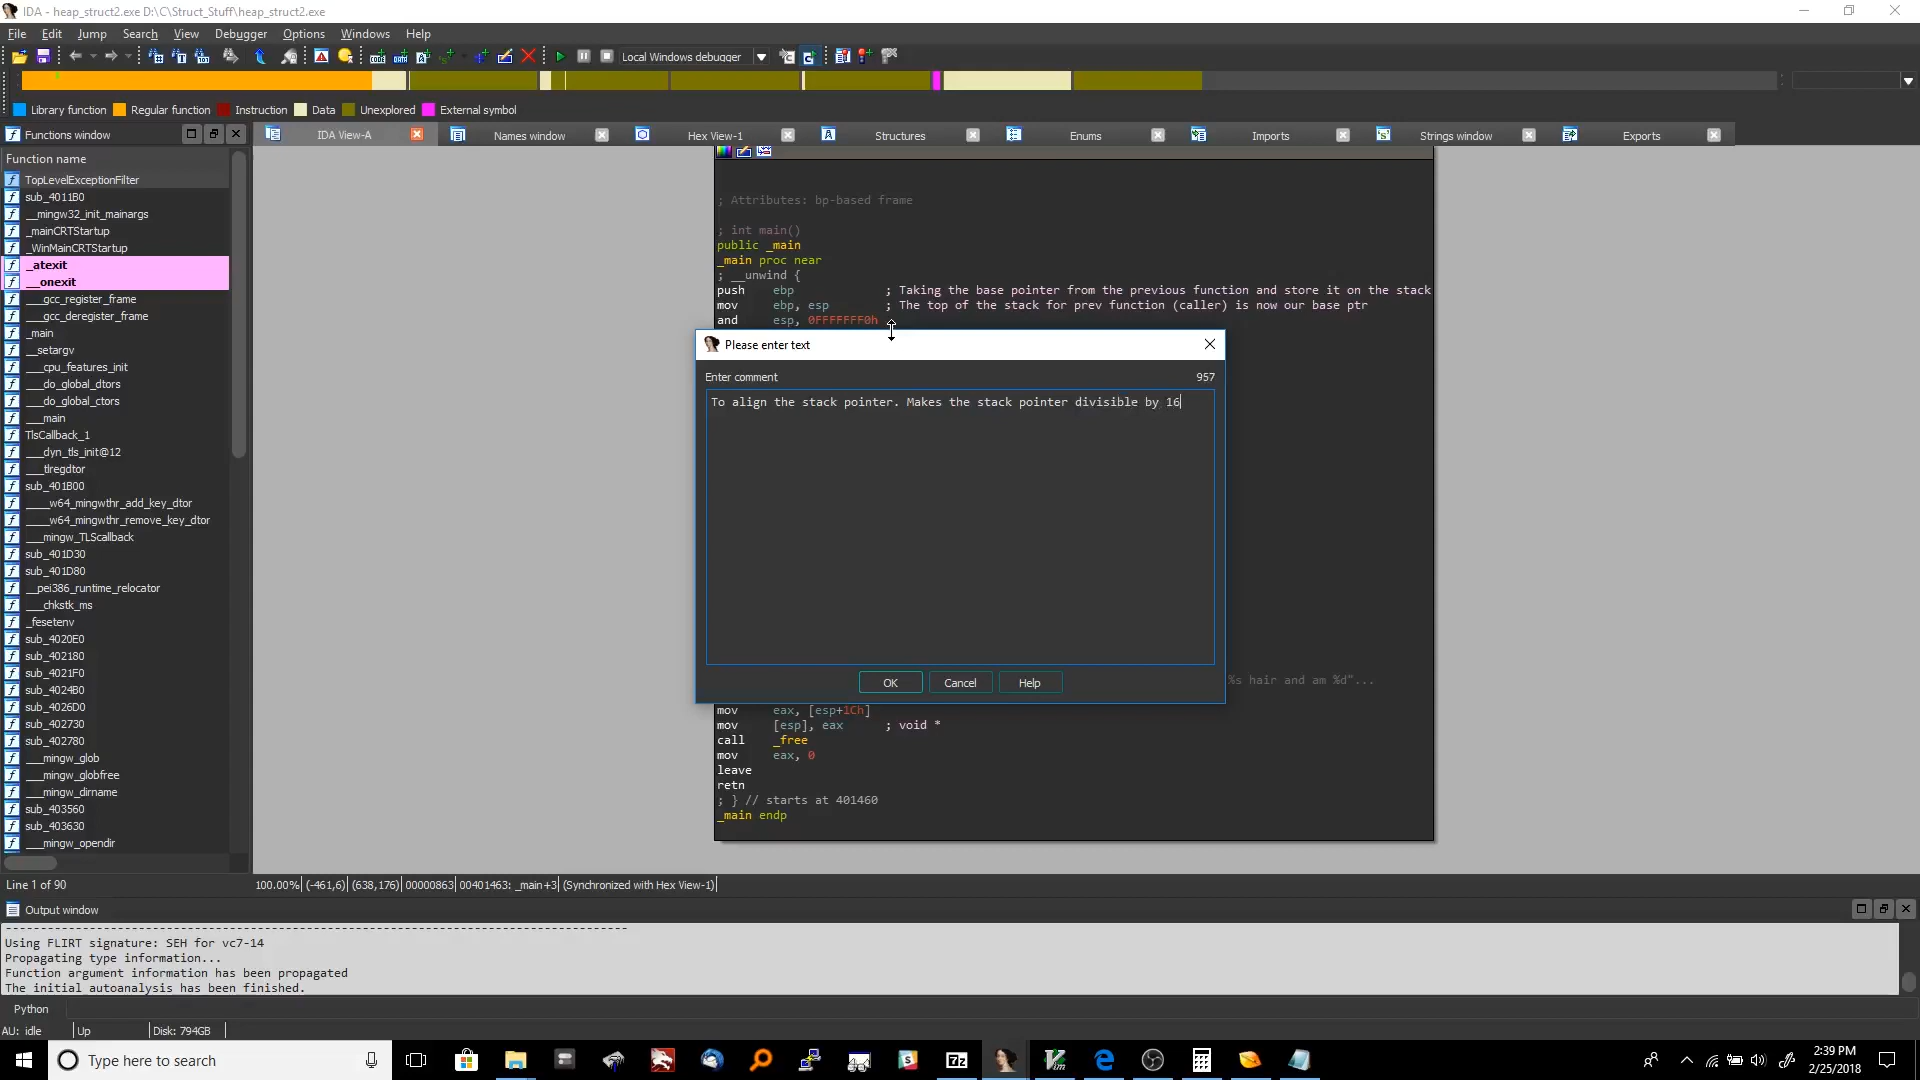 IDA - heap_struct2.exe D:\C\Struct_Stuff\heap_struct2.exe
File Edit Jump Search View Debugger Options Windows Help
Local Windows debugger
Library function Regular function Instruction Data Unexplored External symbol
Functions window IDA View-A Names window Hex View-1 Structures Enums Imports Strings window Exports
Function name
TopLevelExceptionFilter
sub_4011B0
__mingw32_init_mainargs
_mainCRTStartup
_WinMainCRTStartup
_atexit
__onexit
___gcc_register_frame
___gcc_deregister_frame
_main
__setargv
___cpu_features_init
___do_global_dtors
___do_global_ctors
___main
TlsCallback_1
___dyn_tls_init@12
___tlregdtor
sub_401B00
____w64_mingwthr_add_key_dtor
____w64_mingwthr_remove_key_dtor
___mingw_TLScallback
sub_401D30
sub_401D80
__pei386_runtime_relocator
___chkstk_ms
_fesetenv
sub_4020E0
sub_402180
sub_4021F0
sub_4024B0
sub_4026D0
sub_402730
sub_402780
___mingw_glob
___mingw_globfree
___mingw_dirname
sub_403560
sub_403630
___mingw_opendir
Line 1 of 90
; Attributes: bp-based frame
; int main()
public _main
_main proc near
; __unwind {
push ebp ; Taking the base pointer from the previous function and store it on the stack
mov ebp, esp ; The top of the stack for prev function (caller) is now our base ptr
and esp, 0FFFFFFF0h
Please enter text
Enter comment 957
To align the stack pointer. Makes the stack pointer divisible by 16
OK Cancel Help
%s hair and am %d"...
mov eax, [esp+1Ch]
mov [esp], eax ; void *
call _free
mov eax, 0
leave
retn
; } // starts at 401460
_main endp
100.00% (-461,6) (638,176) 00000863 00401463: _main+3 (Synchronized with Hex View-1)
Output window
Using FLIRT signature: SEH for vc7-14
Propagating type information...
Function argument information has been propagated
The initial autoanalysis has been finished.
Python
AU: idle Up Disk: 794GB
Type here to search
2:39 PM
2/25/2018